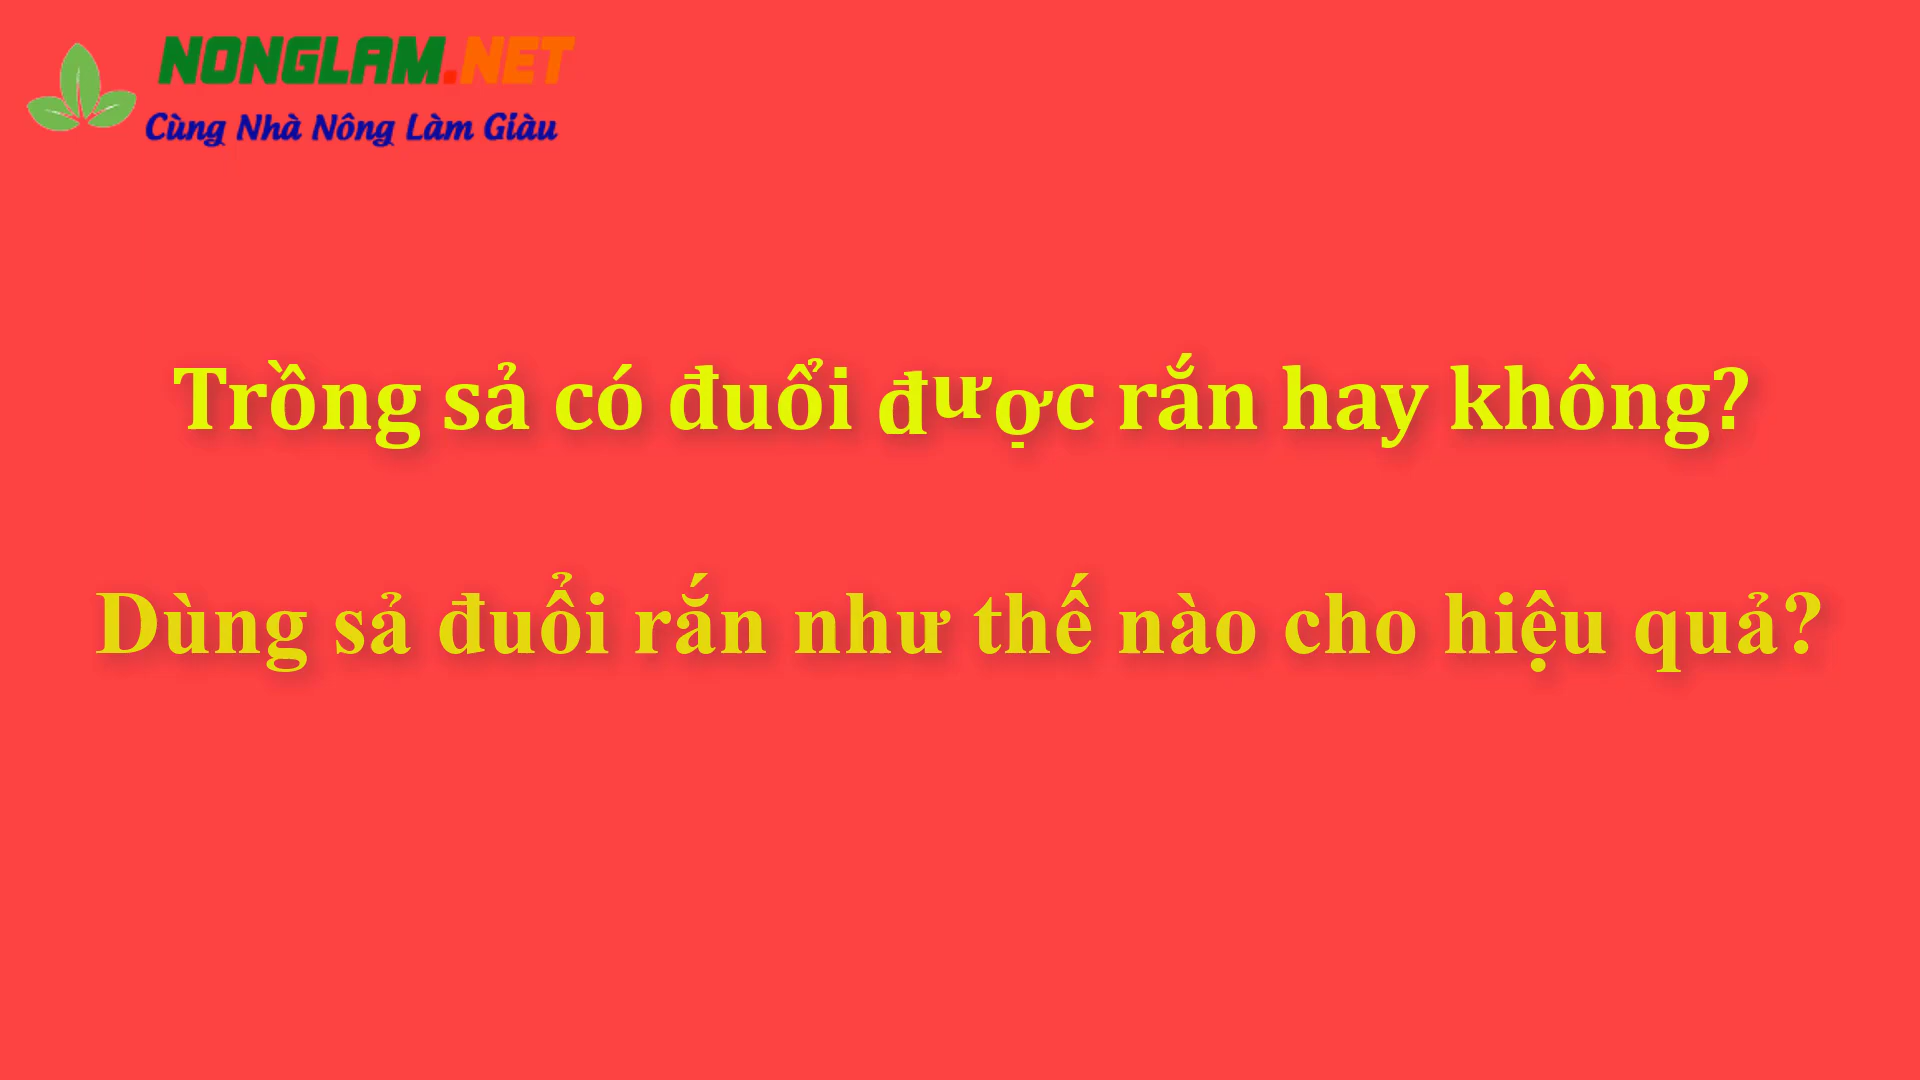 NONGLAM.NET
Cùng Nhà Nông Làm Giàu
Trồng sả có đuổi được rắn hay không?
Dùng sả đuổi rắn như thế nào cho hiệu quả?